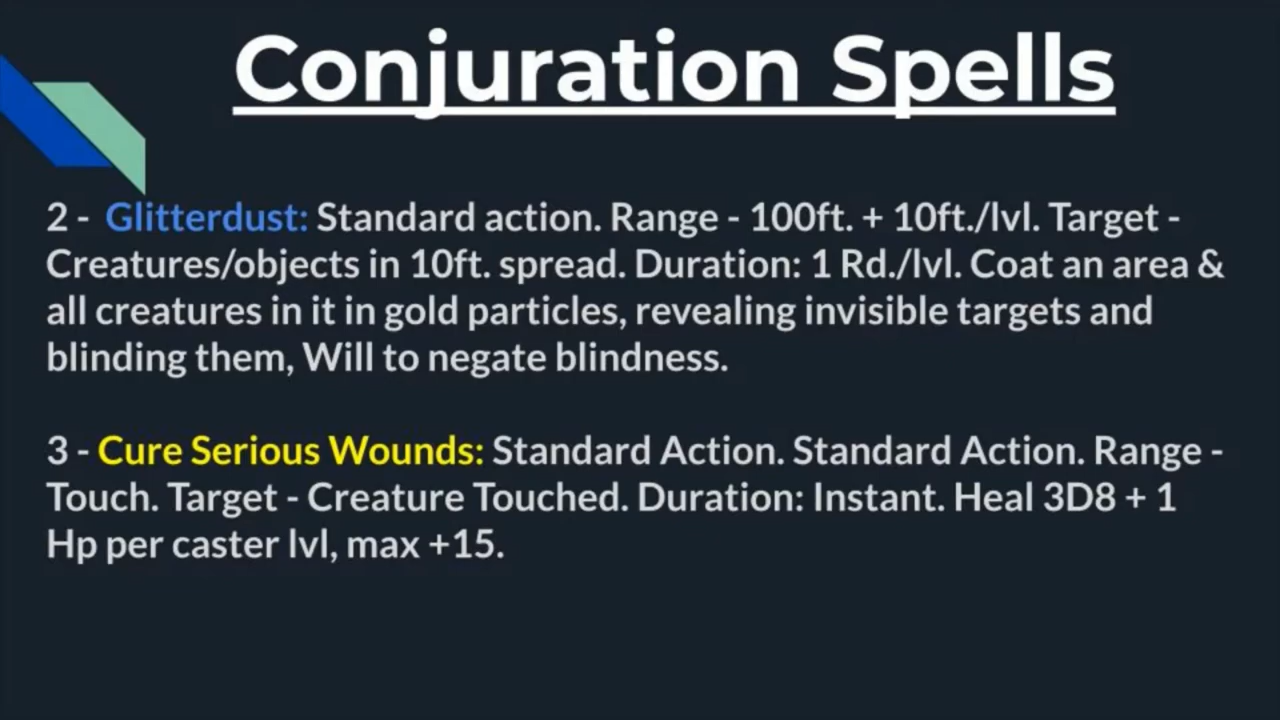 Conjuration Spells
2 - Glitterdust: Standard action. Range - 100ft. + 10ft./lvl. Target -
Creatures/objects in 10ft. spread. Duration: 1 Rd./lvl. Coat an area &
all creatures in it in gold particles, revealing invisible targets and
blinding them, Will to negate blindness.
3 - Cure Serious Wounds: Standard Action. Standard Action. Range -
Touch. Target - Creature Touched. Duration: Instant. Heal 3D8 + 1
Hp per caster lvl, max +15.